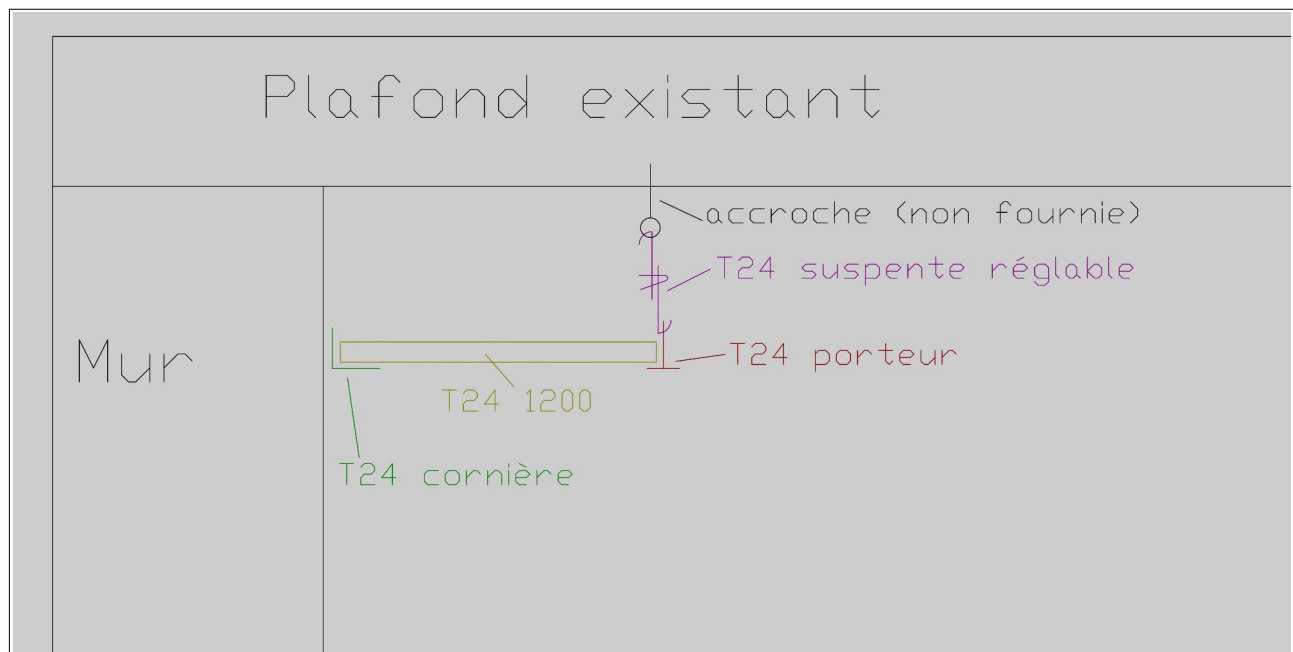 Plafond existant
accroche (non fournie)
T24 suspente réglable
Mur
T24 porteur
T24 1200
T24 cornière